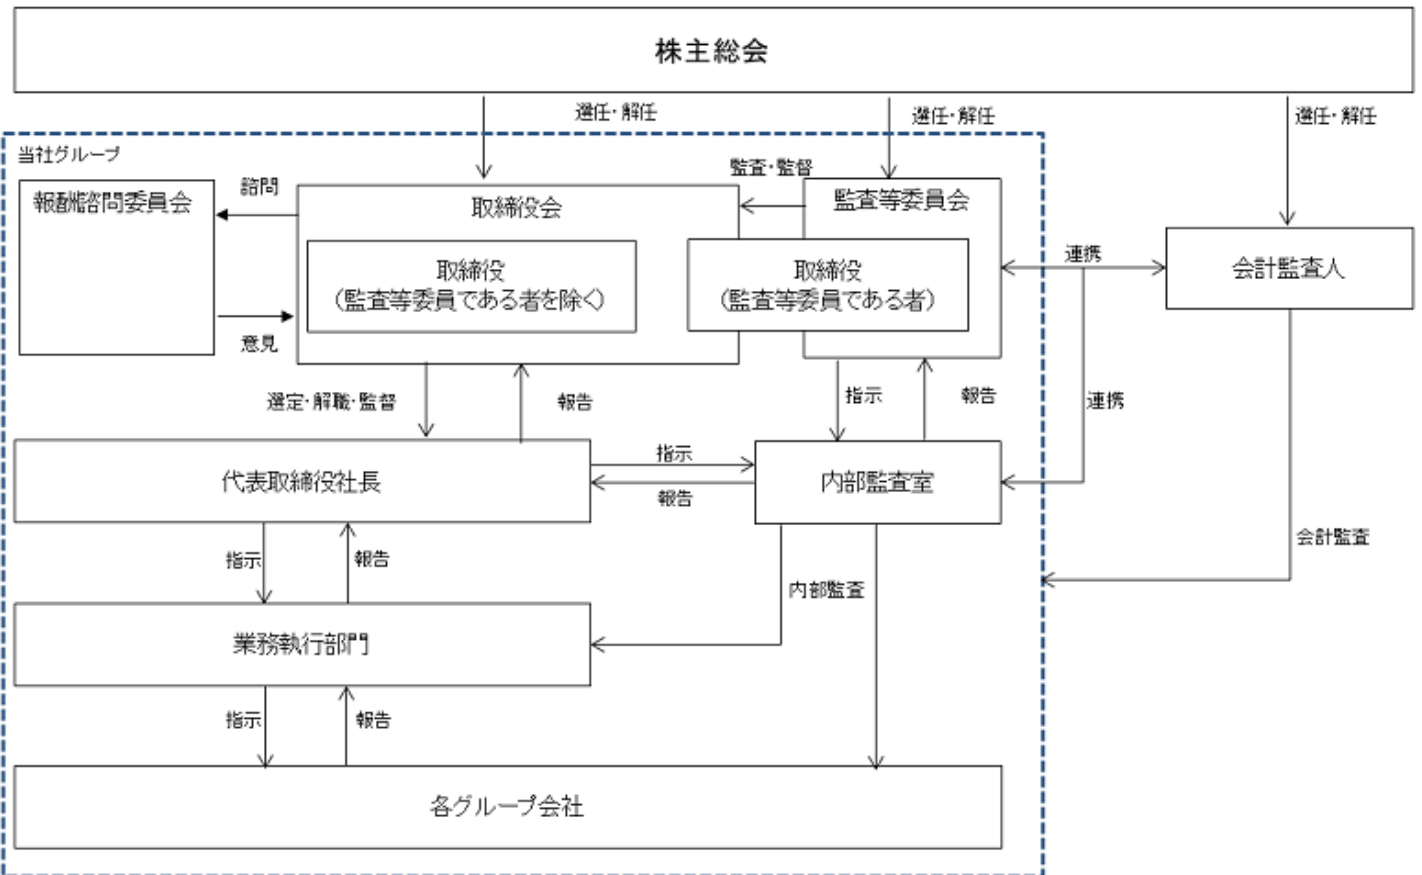 株主総会
選任・解任
選任・解任
選任・解任
当社グループ
監査・監督
報酬諮問委員会
諮問
取締役会
監査等委員会
取締役
(監査等委員である者を除く)
取締役
(監査等委員である者)
連携
会計監査人
意見
選定・解職・監督
報告
指示
報告
連携
代表取締役社長
指示
報告
内部監査室
指示
報告
内部監査
会計監査
業務執行部門
指示
報告
各グループ会社